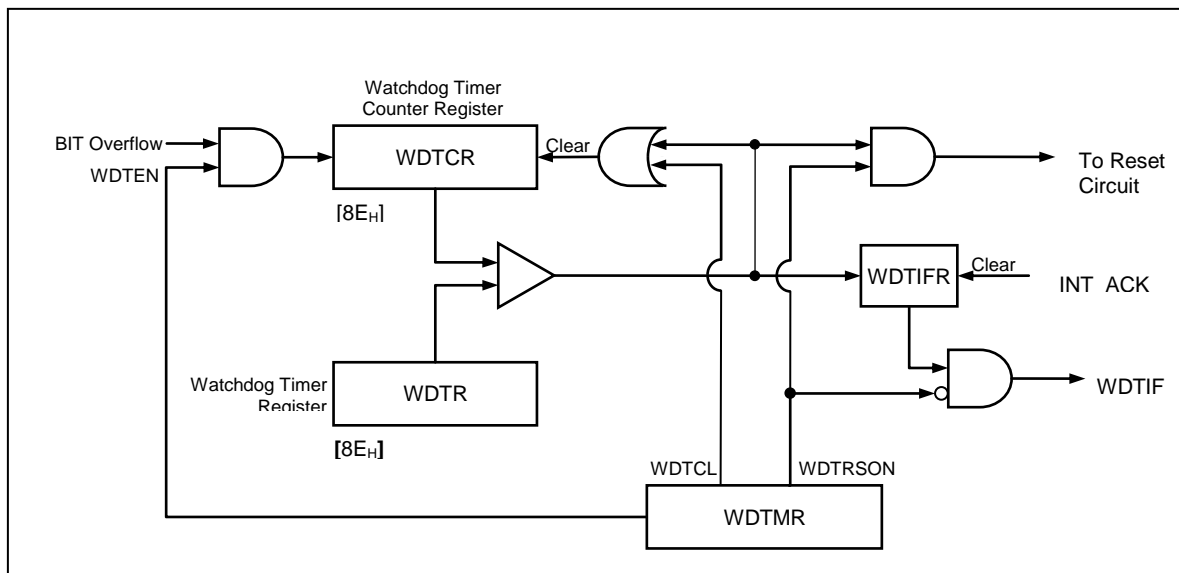 Watchdog Timer
Counter Register
BIT Overflow
WDTEN
WDTCR
Clear
To Reset
Circuit
[8EH]
WDTIFR
Clear
INT ACK
Watchdog Timer
Register
WDTR
WDTIF
[8EH]
WDTCL
WDTRSON
WDTMR